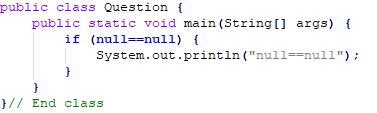 public class Question {
    public static void main(String[] args) {
        if (null==null) {
            System.out.println("null==null");
        }
    }
}// End class